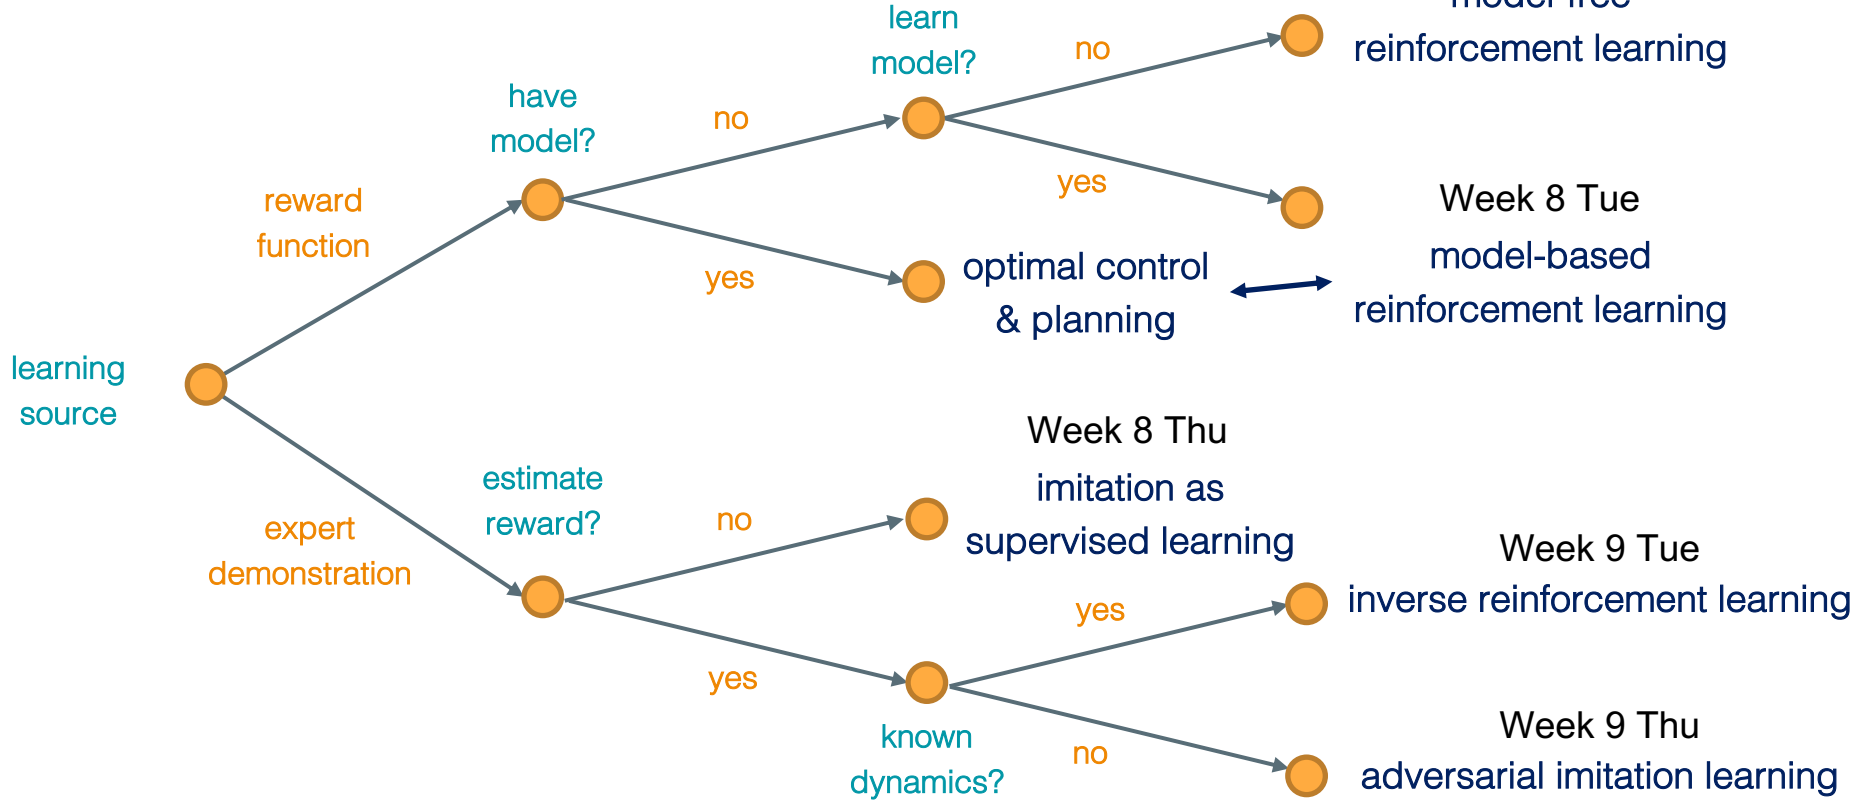 model-free
reinforcement learning
learn
model?
no
yes
have
model?
no
yes
reward
function
Week 8 Tue
model-based
reinforcement learning
optimal control
& planning
learning
source
Week 8 Thu
imitation as
supervised learning
estimate
reward?
no
yes
expert
demonstration
Week 9 Tue
inverse reinforcement learning
yes
no
known
dynamics?
Week 9 Thu
adversarial imitation learning